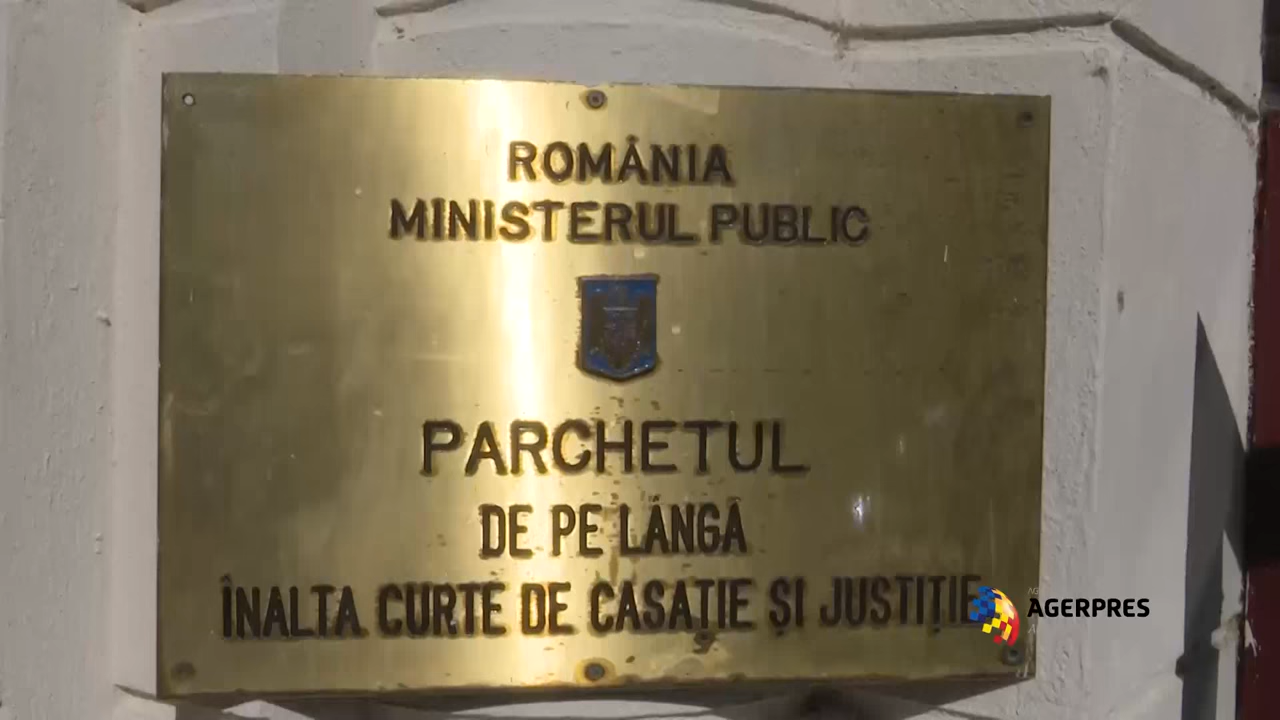 ROMÂNIA
MINISTERUL PUBLIC
PARCHETUL
DE PE LÂNGĂ
ÎNALTA CURTE DE CASAȚIE ȘI JUSTIȚIE
AGERPRES